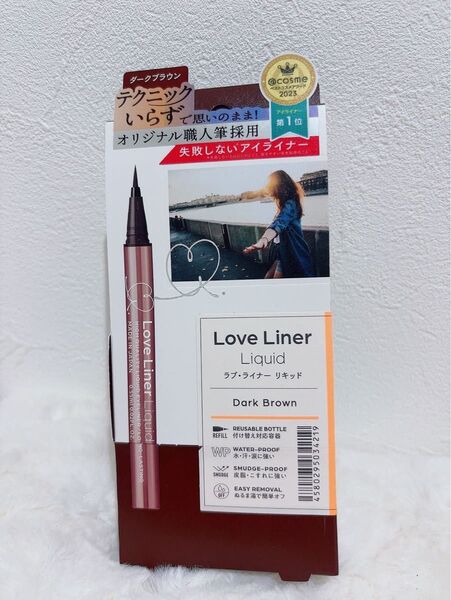 ダークブラウン
テクニック
いらずで思いのまま!
オリジナル職人筆採用
失敗しないアイライナー
@cosme
ベストコスメアワード
2023
アイライナー
第1位
Love Liner Liquid
MADE IN JAPAN
Love Liner
Liquid
ラブ・ライナー リキッド
Dark Brown
REFILL
REUSABLE BOTTLE
付け替え対応容器
WP
WATER-PROOF
水・汗・涙に強い
SMUDGE
SMUDGE-PROOF
皮脂・こすれに強い
OFF
EASY REMOVAL
ぬるま湯で簡単オフ
4580295034219